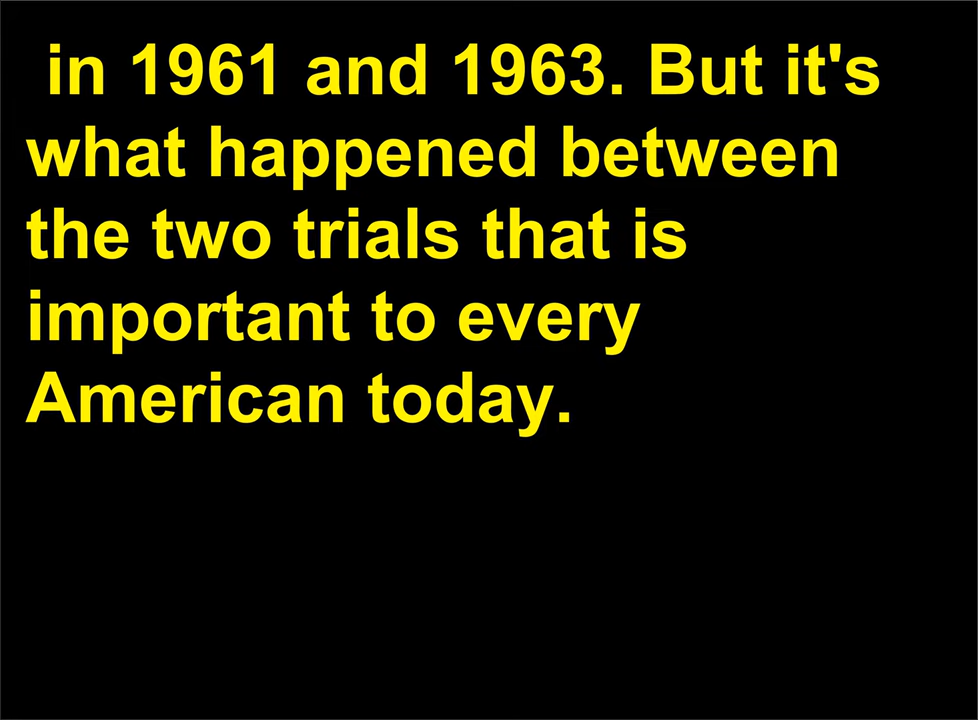 in 1961 and 1963. But it's
what happened between
the two trials that is
important to every
American today.